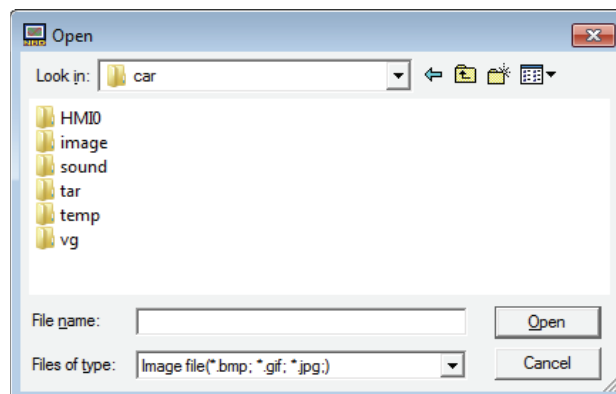 Open
Look in: car
HMI0
image
sound
tar
temp
vg
File name: Open
Files of type: Image file(*.bmp; *.gif; *.jpg;) Cancel